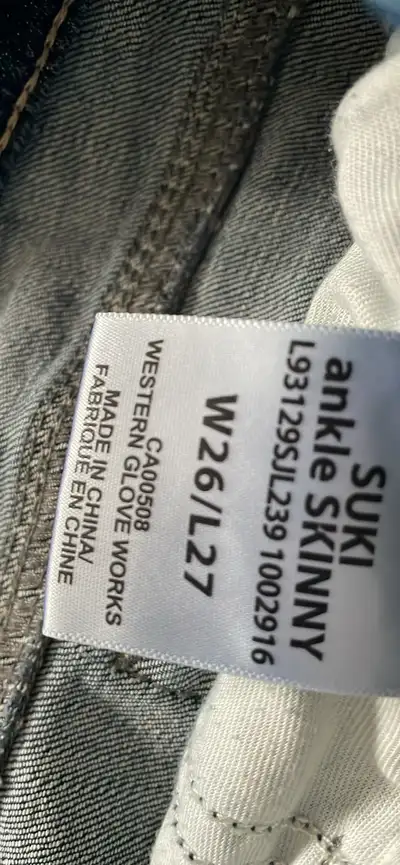 SUKI
ankle SKINNY
L93129SJL239 1002916
W26/L27
CA00508
WESTERN GLOVE WORKS
MADE IN CHINA/
FABRIQUE EN CHINE